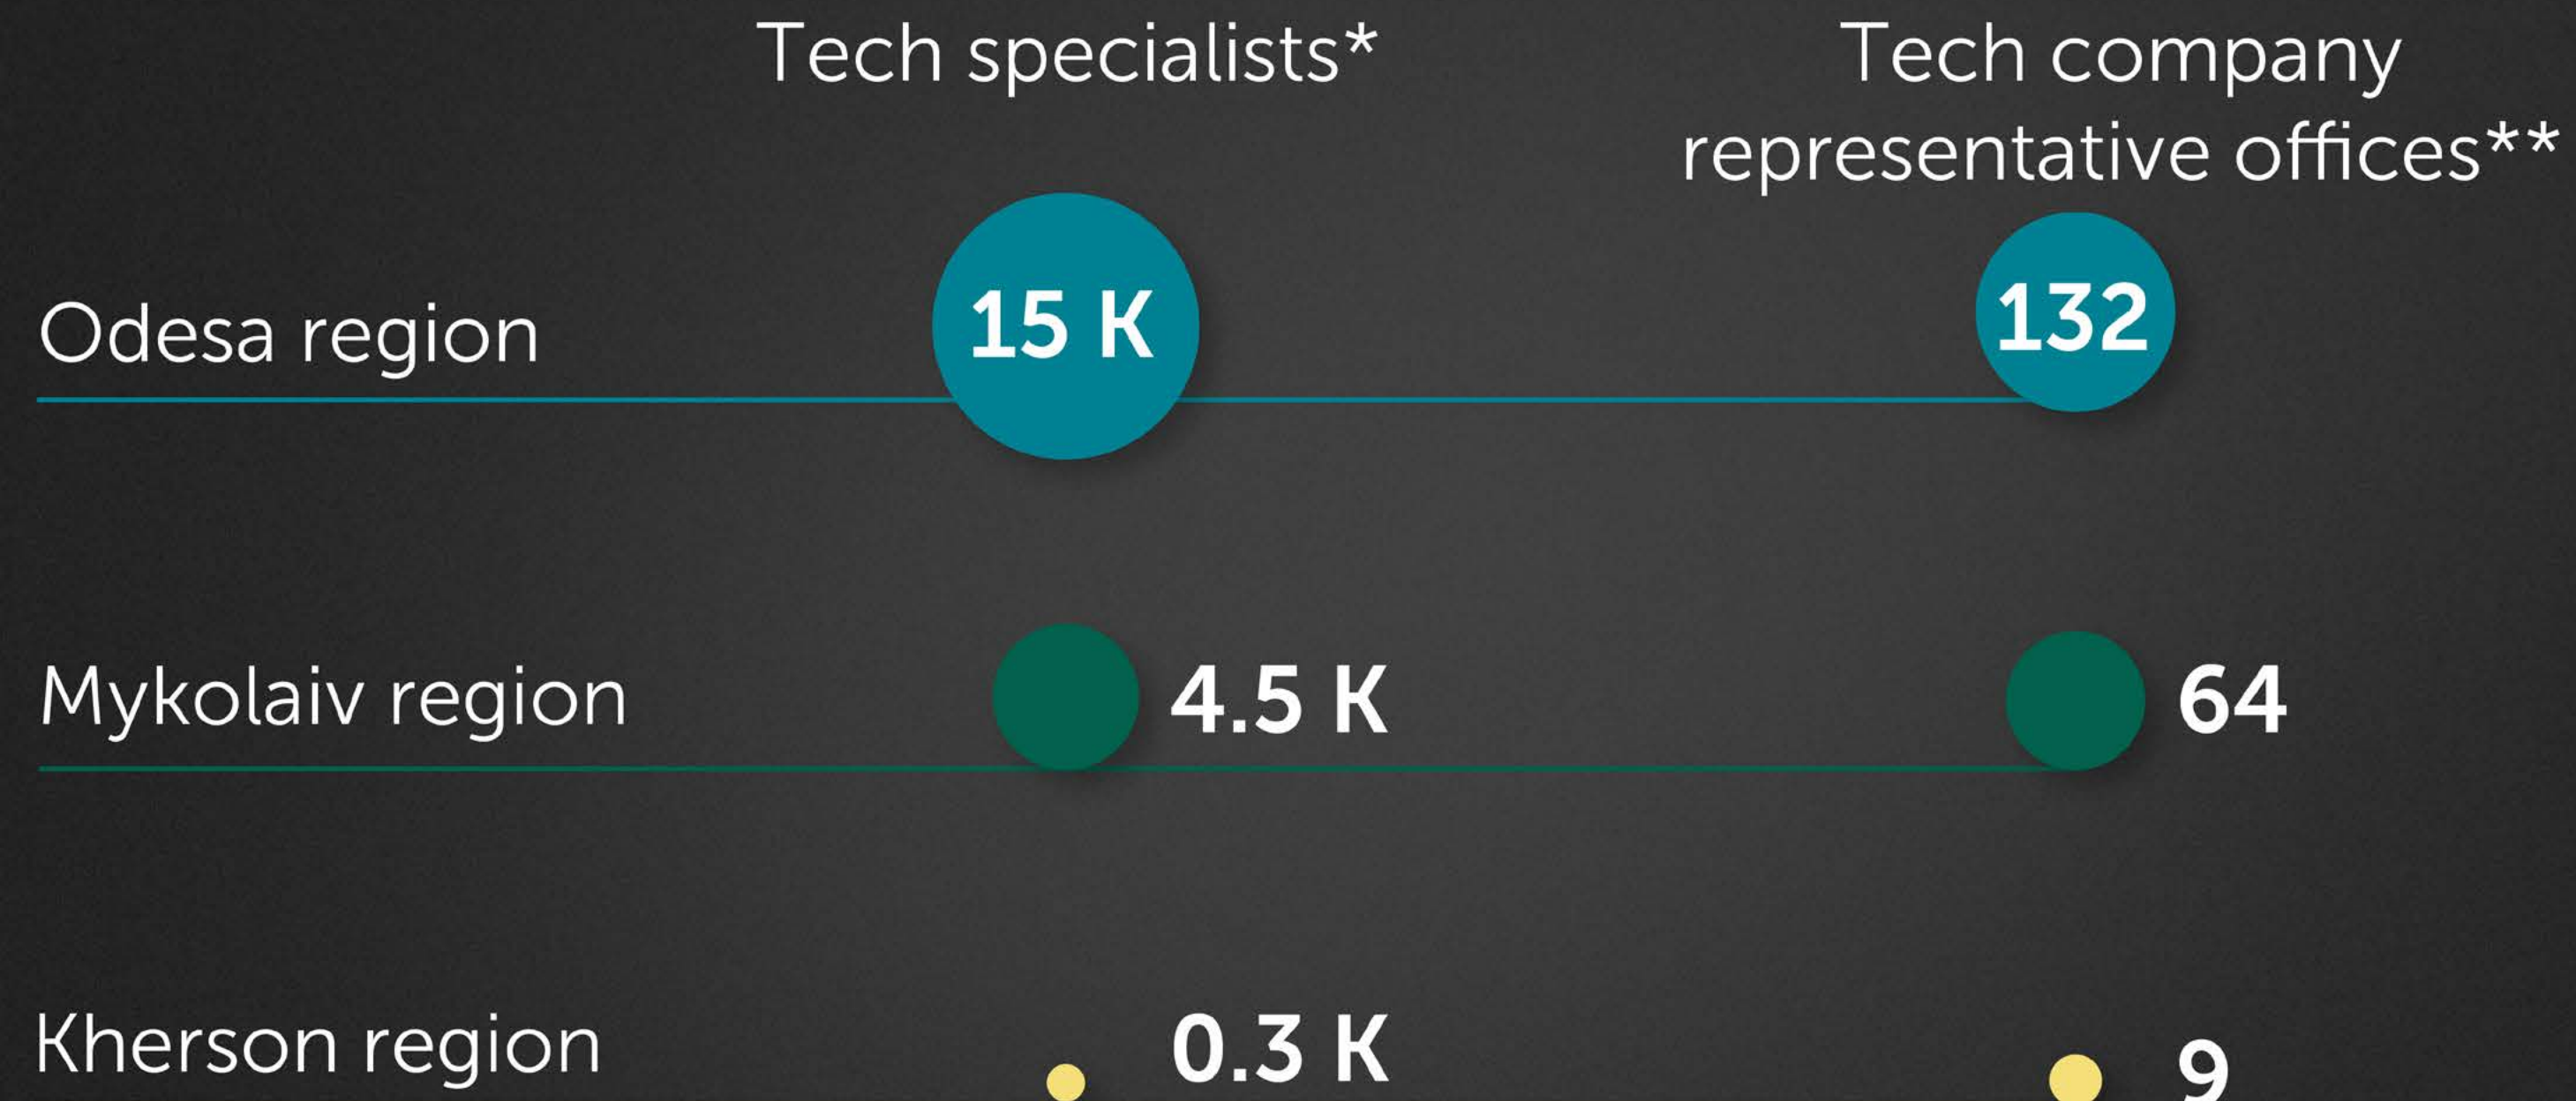 Tech specialists*
Tech company
representative offices**
Odesa region
15 K
132
Mykolaiv region
4.5 K
64
Kherson region
0.3 K
9